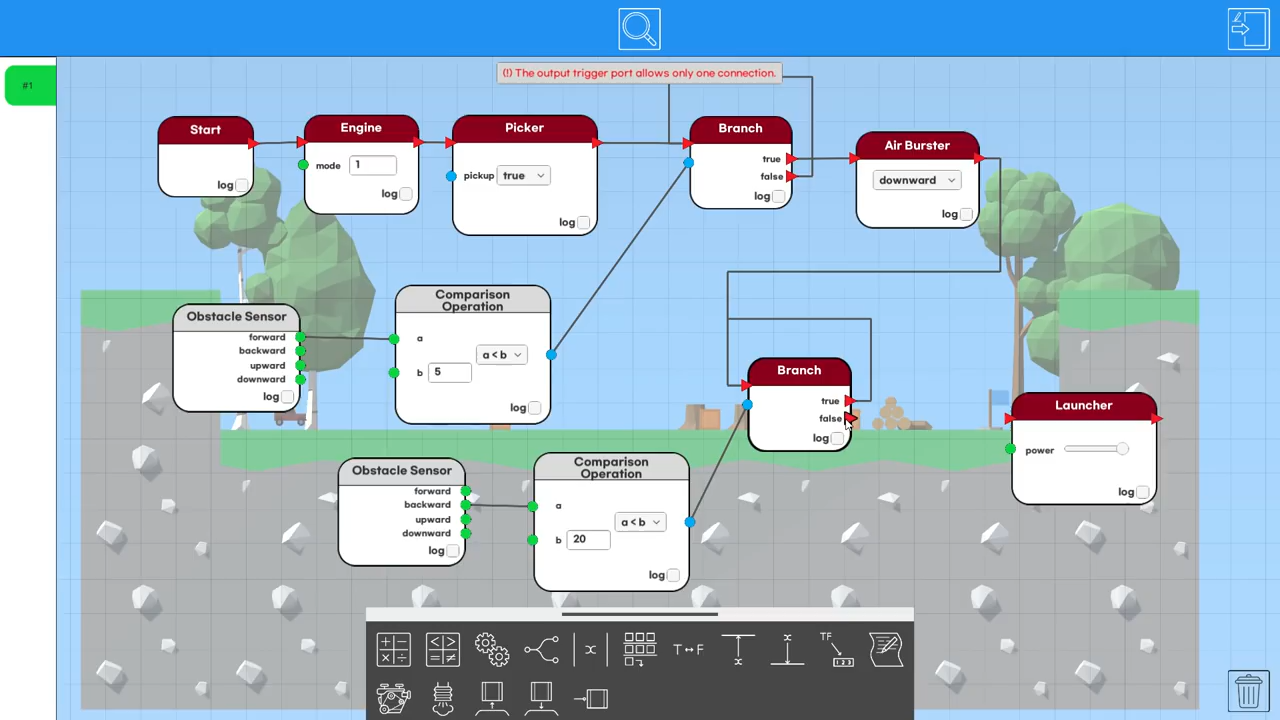 #1
(!) The output trigger port allows only one connection.
Start
log
Engine
mode 1
log
Picker
pickup true
log
Branch
true
false
log
Air Burster
downward
log
Obstacle Sensor
forward
backward
upward
downward
log
Comparison
Operation
a
a < b
b 5
log
Branch
true
false
log
Launcher
power
log
Obstacle Sensor
forward
backward
upward
downward
log
Comparison
Operation
a
a < b
b 20
log
+ −
× ÷
< >
= ≠
x
T↔F
x
x
TF
1 2 3